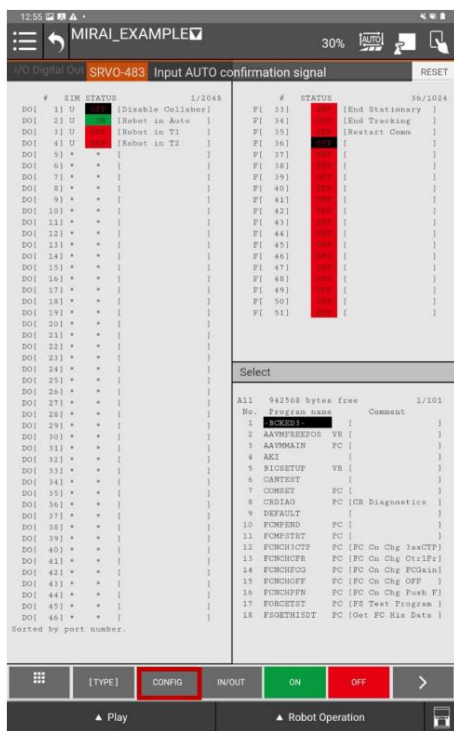 12:55
MIRAI_EXAMPLE
30%
AUTO
I/O Digital Out
SRVO-483 Input AUTO confirmation signal
RESET
# SIM STATUS 1/2048
DO[ 1] U OFF [Disable Collabor]
DO[ 2] U ON [Robot in Auto ]
DO[ 3] U OFF [Robot in T1 ]
DO[ 4] U OFF [Robot in T2 ]
DO[ 5] * * [ ]
DO[ 6] * * [ ]
DO[ 7] * * [ ]
DO[ 8] * * [ ]
DO[ 9] * * [ ]
DO[ 10] * * [ ]
DO[ 11] * * [ ]
DO[ 12] * * [ ]
DO[ 13] * * [ ]
DO[ 14] * * [ ]
DO[ 15] * * [ ]
DO[ 16] * * [ ]
DO[ 17] * * [ ]
DO[ 18] * * [ ]
DO[ 19] * * [ ]
DO[ 20] * * [ ]
DO[ 21] * * [ ]
DO[ 22] * * [ ]
DO[ 23] * * [ ]
DO[ 24] * * [ ]
DO[ 25] * * [ ]
DO[ 26] * * [ ]
DO[ 27] * * [ ]
DO[ 28] * * [ ]
DO[ 29] * * [ ]
DO[ 30] * * [ ]
DO[ 31] * * [ ]
DO[ 32] * * [ ]
DO[ 33] * * [ ]
DO[ 34] * * [ ]
DO[ 35] * * [ ]
DO[ 36] * * [ ]
DO[ 37] * * [ ]
DO[ 38] * * [ ]
DO[ 39] * * [ ]
DO[ 40] * * [ ]
DO[ 41] * * [ ]
DO[ 42] * * [ ]
DO[ 43] * * [ ]
DO[ 44] * * [ ]
DO[ 45] * * [ ]
DO[ 46] * * [ ]
Sorted by port number.
# STATUS 36/1024
F[ 33] OFF [End Stationary ]
F[ 34] OFF [End Tracking ]
F[ 35] OFF [Restart Comn ]
F[ 36] OFF [ ]
F[ 37] OFF [ ]
F[ 38] OFF [ ]
F[ 39] OFF [ ]
F[ 40] OFF [ ]
F[ 41] OFF [ ]
F[ 42] OFF [ ]
F[ 43] OFF [ ]
F[ 44] OFF [ ]
F[ 45] OFF [ ]
F[ 46] OFF [ ]
F[ 47] OFF [ ]
F[ 48] OFF [ ]
F[ 49] OFF [ ]
F[ 50] OFF [ ]
F[ 51] OFF [ ]
Select
All 942568 bytes free 1/101
No. Program name Comment
1 -BCKED3- [ ]
2 AAVMFREEPOS VR [ ]
3 AAVMMAIN PC [ ]
4 AKI [ ]
5 BICSETUP VR [ ]
6 CANTEST [ ]
7 COMSET PC [ ]
8 CRDIAG PC [CR Diagnostics ]
9 DEFAULT [ ]
10 FCMPEND PC [ ]
11 FCMPSTRT PC [ ]
12 FCNCH3CTP PC [FC Cn Chg 3axCTP]
13 FCNCHCFR PC [FC Cn Chg CtrlFr]
14 FCNCHFCG PC [FC Cn Chg FCGain]
15 FCNCHOFF PC [FC Cn Chg OFF ]
16 FCNCHPFN PC [FC Cn Chg Push F]
17 FORCETST PC [FS Test Program ]
18 FSGETHISDT PC [Get FC His Data ]
[TYPE]
CONFIG
IN/OUT
ON
OFF
>
▲ Play
▲ Robot Operation